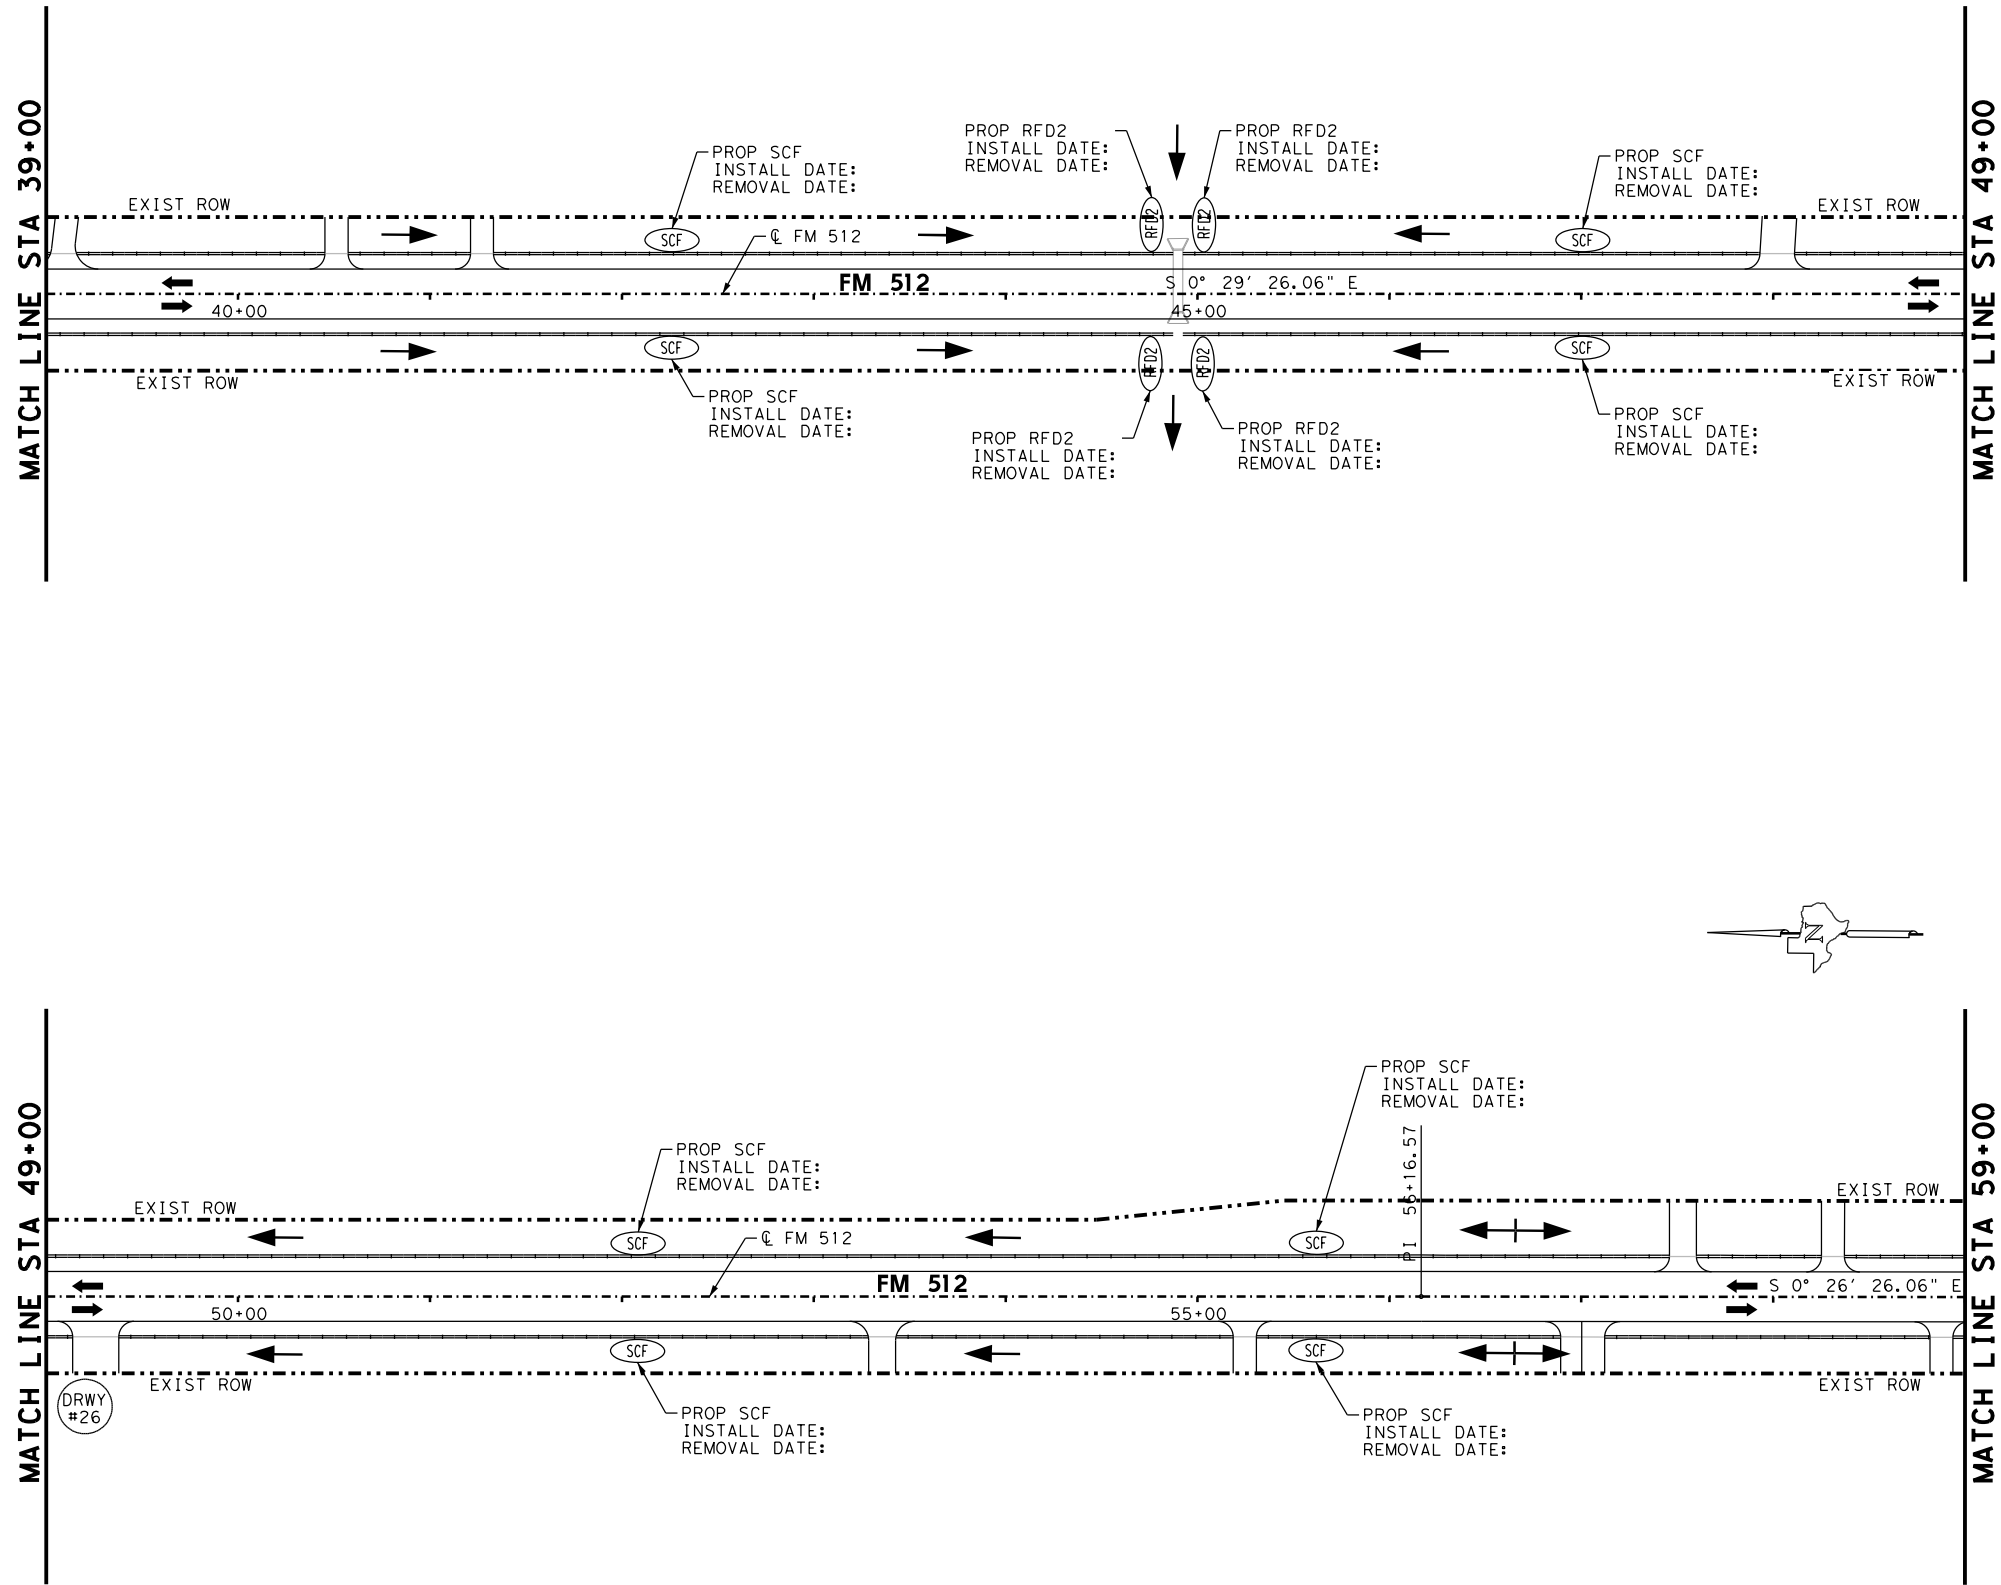 MATCH LINE STA 39+00
PROP SCF
INSTALL DATE:
REMOVAL DATE:
PROP RFD2
INSTALL DATE:
REMOVAL DATE:
PROP RFD2
INSTALL DATE:
REMOVAL DATE:
PROP SCF
INSTALL DATE:
REMOVAL DATE:
MATCH LINE STA 49+00
EXIST ROW
EXIST ROW
SCF
℄ FM 512
RFD2
RFD2
SCF
FM 512
S 0° 29' 26.06" E
40+00
45+00
SCF
RFD2
RFD2
SCF
EXIST ROW
EXIST ROW
PROP SCF
INSTALL DATE:
REMOVAL DATE:
PROP RFD2
INSTALL DATE:
REMOVAL DATE:
PROP RFD2
INSTALL DATE:
REMOVAL DATE:
PROP SCF
INSTALL DATE:
REMOVAL DATE:
N
MATCH LINE STA 49+00
PROP SCF
INSTALL DATE:
REMOVAL DATE:
PROP SCF
INSTALL DATE:
REMOVAL DATE:
PI 56+16.57
MATCH LINE STA 59+00
EXIST ROW
EXIST ROW
SCF
℄ FM 512
SCF
FM 512
S 0° 26' 26.06" E
50+00
55+00
SCF
SCF
EXIST ROW
EXIST ROW
DRWY
#26
PROP SCF
INSTALL DATE:
REMOVAL DATE:
PROP SCF
INSTALL DATE:
REMOVAL DATE: